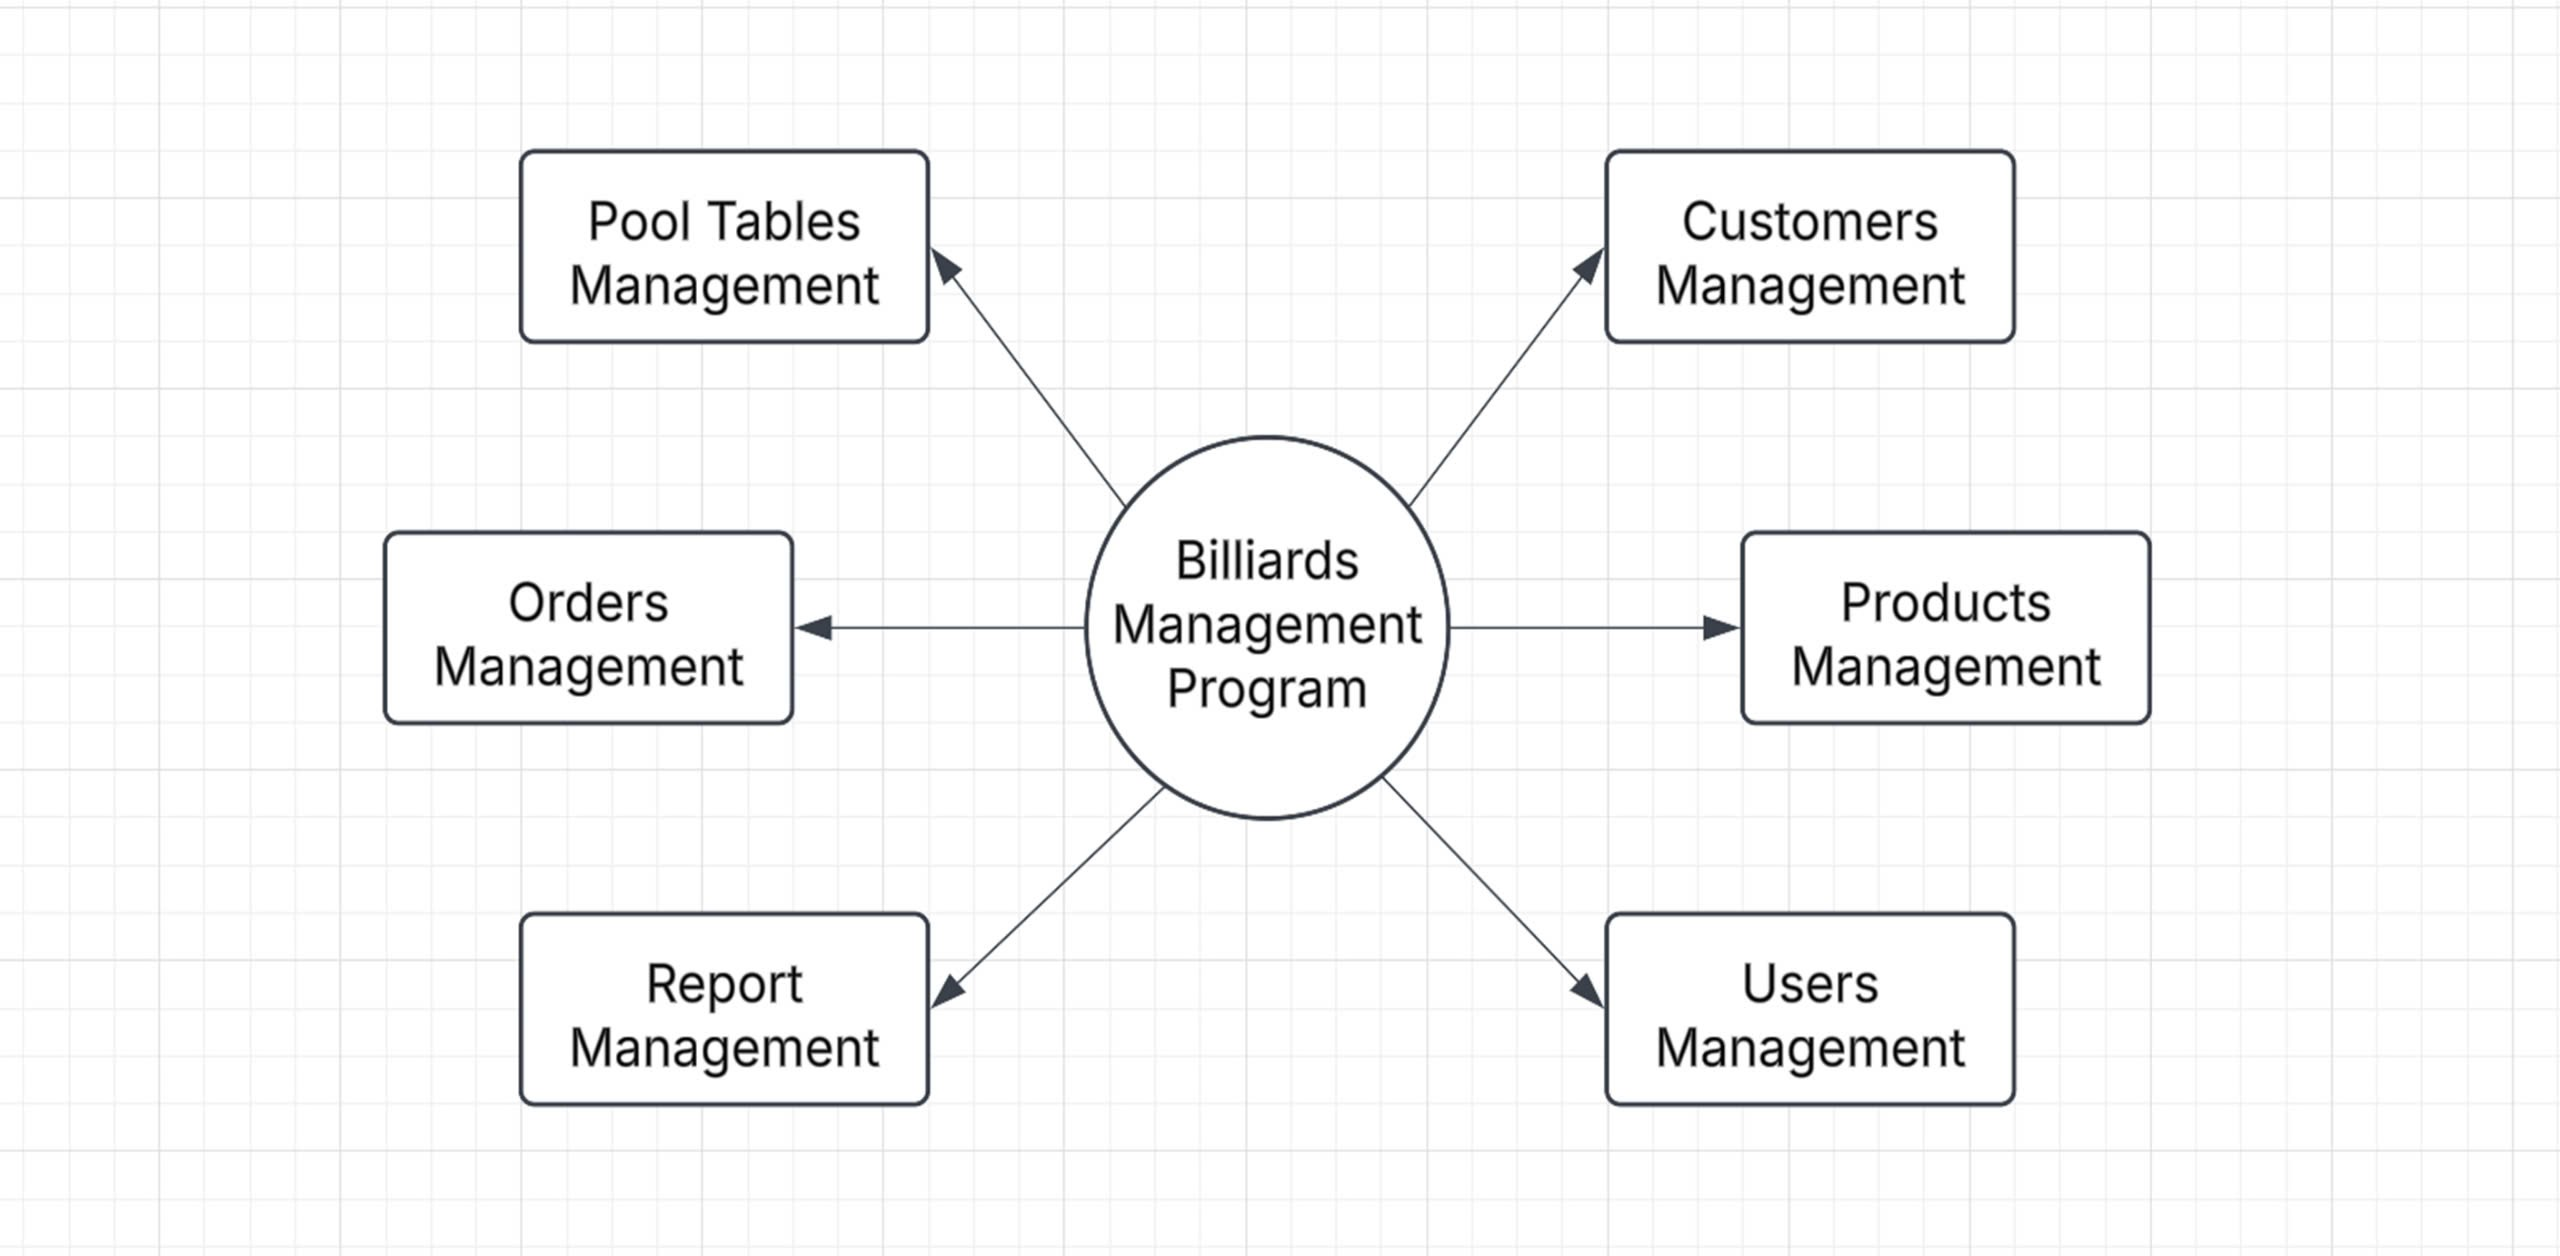 Pool Tables
Management
Customers
Management
Orders
Management
Billiards
Management
Program
Products
Management
Report
Management
Users
Management